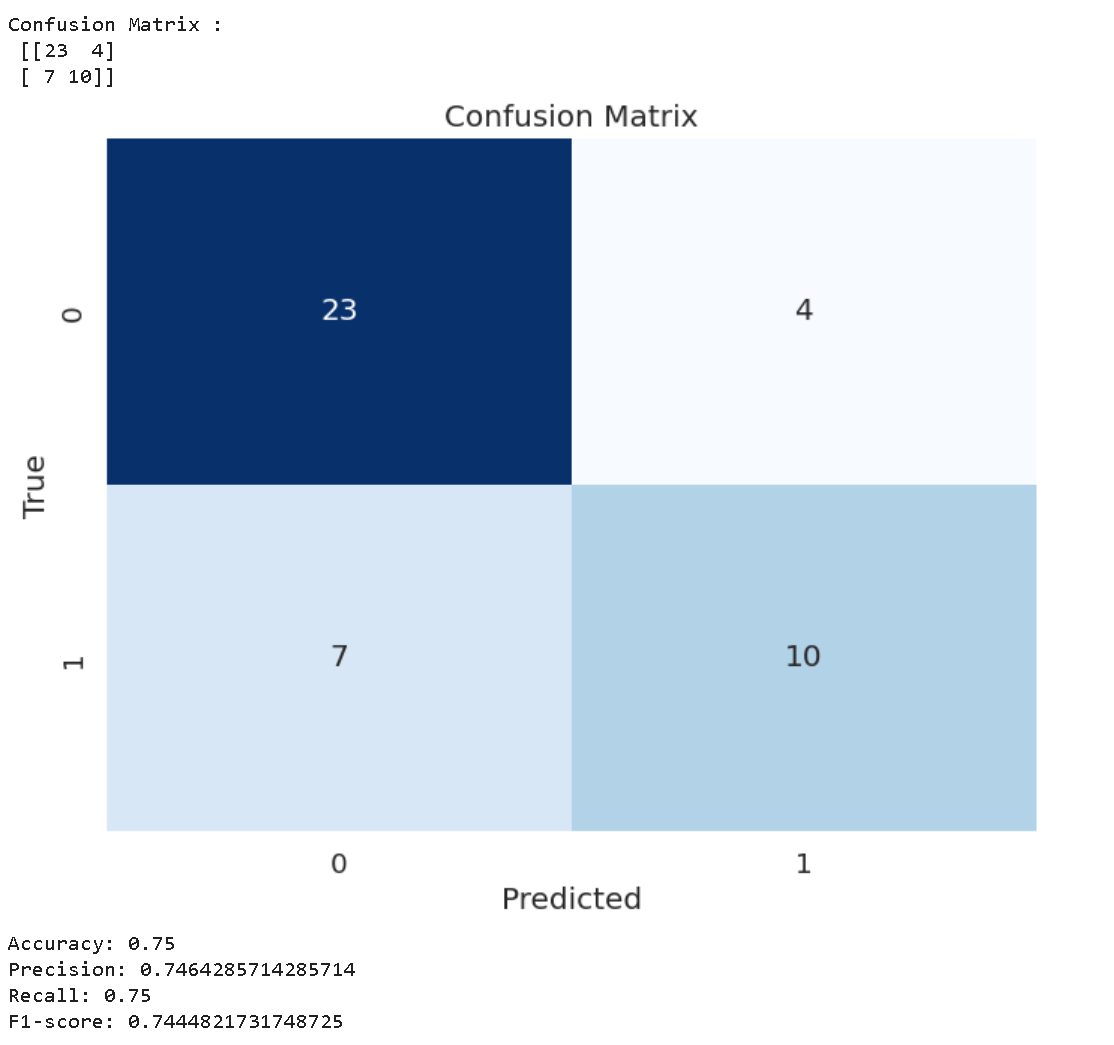 Confusion Matrix :
[[23  4]
[ 7 10]]
Confusion Matrix
0
23
4
True
1
7
10
0
1
Predicted
Accuracy: 0.75
Precision: 0.7464285714285714
Recall: 0.75
F1-score: 0.7444821731748725